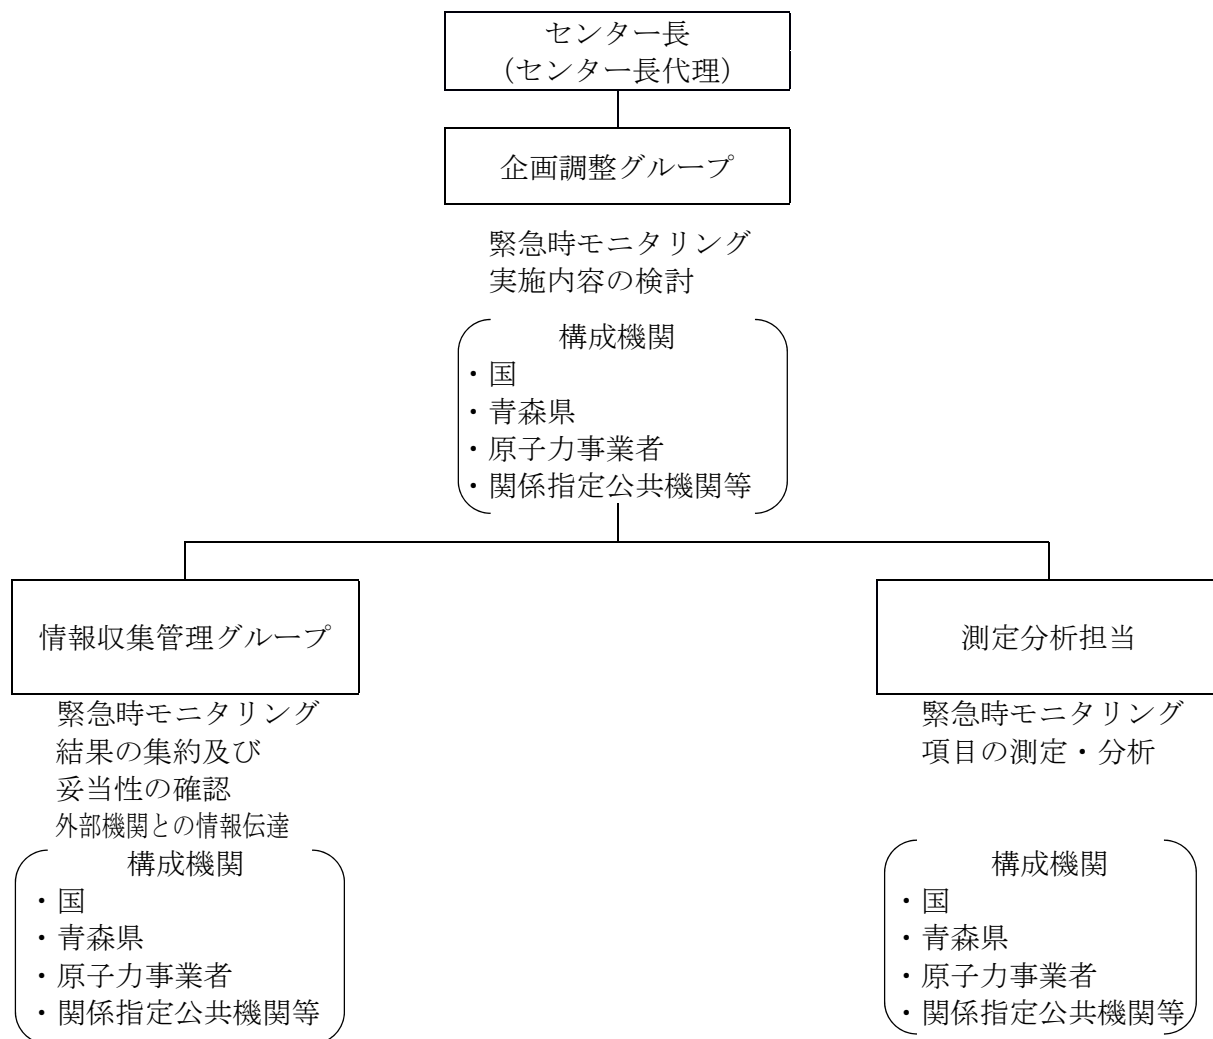 センター長
(センター長代理)
企画調整グループ
緊急時モニタリング
実施内容の検討
構成機関
・国
・青森県
・原子力事業者
・関係指定公共機関等
情報収集管理グループ
緊急時モニタリング
結果の集約及び
妥当性の確認
外部機関との情報伝達
構成機関
・国
・青森県
・原子力事業者
・関係指定公共機関等
測定分析担当
緊急時モニタリング
項目の測定・分析
構成機関
・国
・青森県
・原子力事業者
・関係指定公共機関等